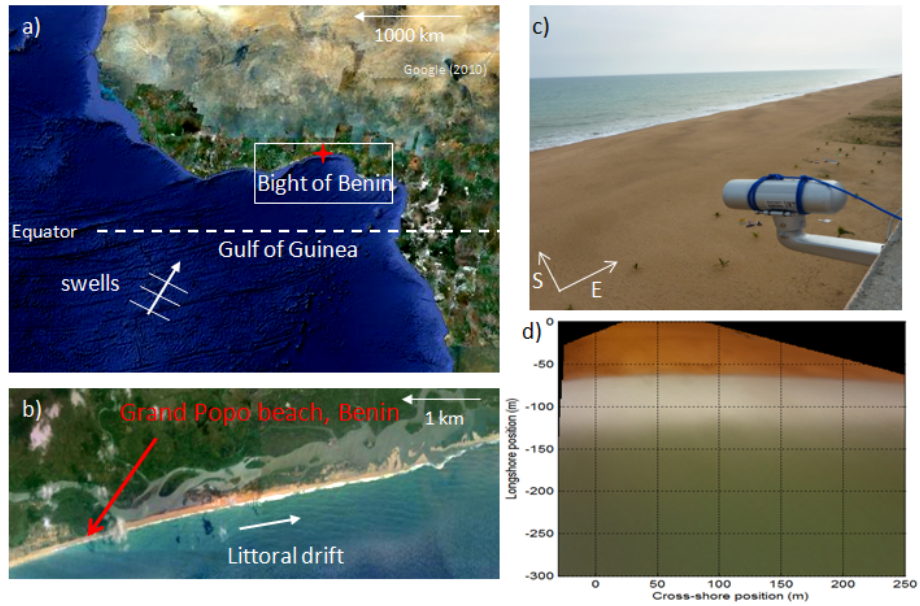 a)
1000 km
Google (2010)
Bight of Benin
Equator
Gulf of Guinea
swells
b)
Grand Popo beach, Benin
1 km
Littoral drift
c)
S
E
d)
0
-50
-100
-150
-200
-250
-300
Longshore position (m)
0
50
100
150
200
250
Cross-shore position (m)